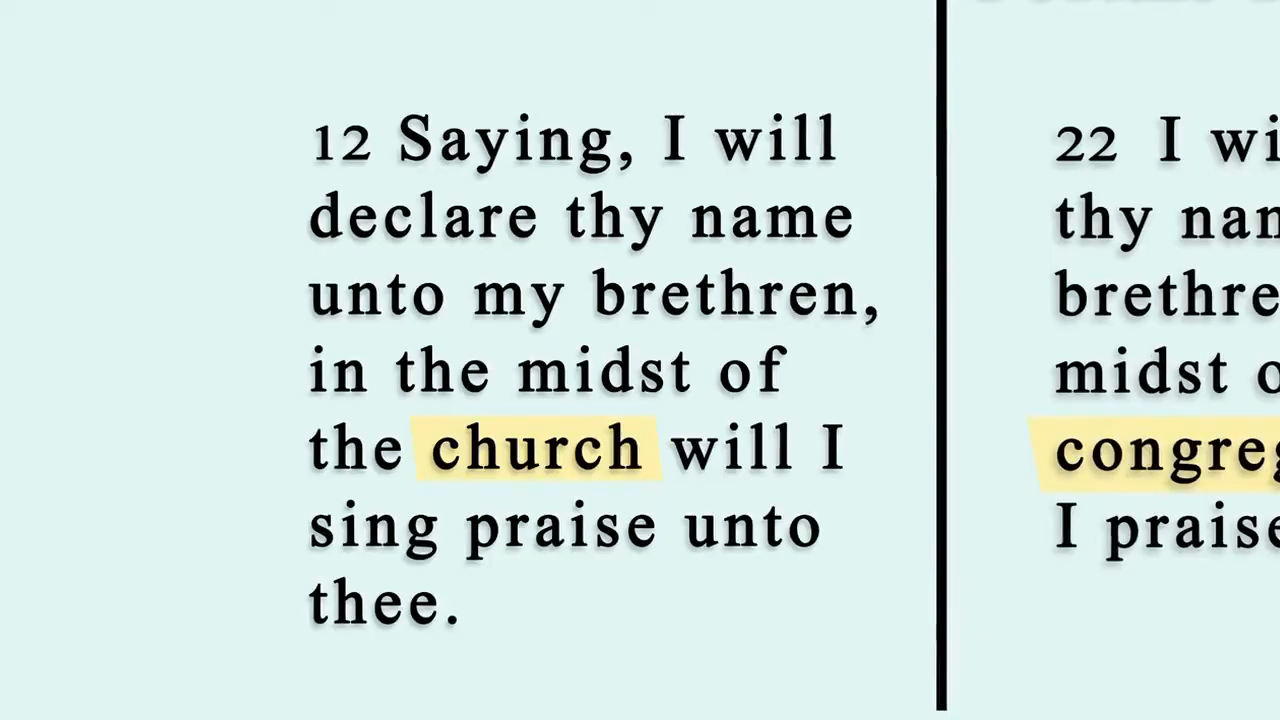 12 Saying, I will
declare thy name
unto my brethren,
in the midst of
the church will I
sing praise unto
thee.
22 I
thy
midst
I praise